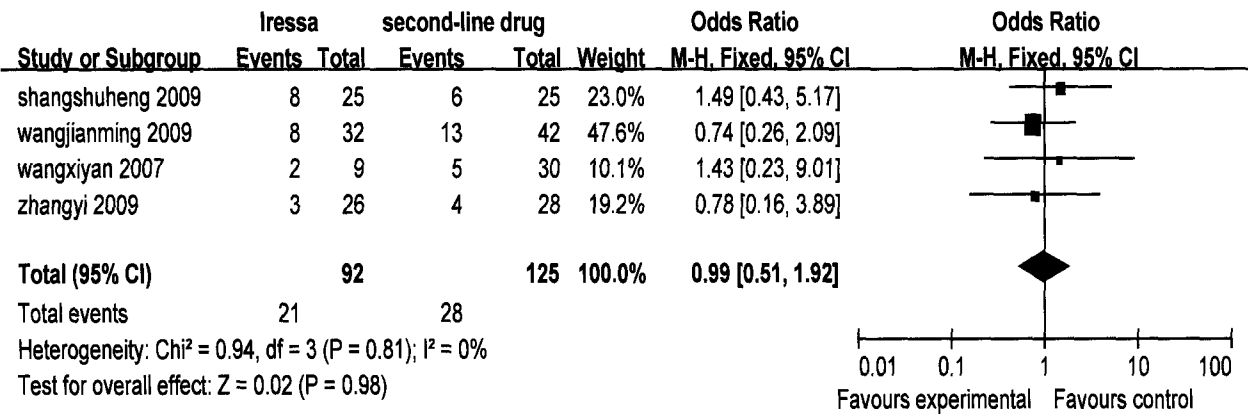 Iressa second-line drug Odds Ratio Odds Ratio
Study or Subgroup Events Total Events Total Weight M-H, Fixed, 95% CI M-H, Fixed, 95% CI
shangshuheng 2009 8 25 6 25 23.0% 1.49 [0.43, 5.17]
wangjianming 2009 8 32 13 42 47.6% 0.74 [0.26, 2.09]
wangxiyan 2007 2 9 5 30 10.1% 1.43 [0.23, 9.01]
zhangyi 2009 3 26 4 28 19.2% 0.78 [0.16, 3.89]
Total (95% CI) 92 125 100.0% 0.99 [0.51, 1.92]
Total events 21 28
Heterogeneity: Chi² = 0.94, df = 3 (P = 0.81); I² = 0%
Test for overall effect: Z = 0.02 (P = 0.98)
0.01 0.1 1 10 100
Favours experimental Favours control